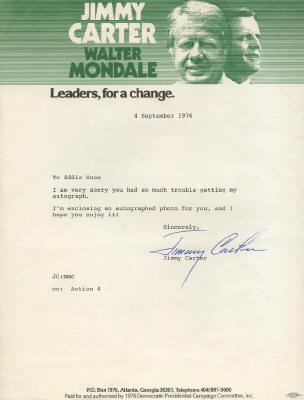 JIMMY
CARTER
WALTER
MONDALE
Leaders, for a change.
4 September 1976
To Eddie Knox
I am very sorry you had so much trouble getting my
autograph.
I'm enclosing an autographed photo for you, and I
hope you enjoy it!
Sincerely,
Jimmy Carter
Jimmy Carter
JC:mmc
cc: Action 4
P.O. Box 1976, Atlanta, Georgia 30301, Telephone 404/897-5000
Paid for and authorized by 1976 Democratic Presidential Campaign Committee, Inc.